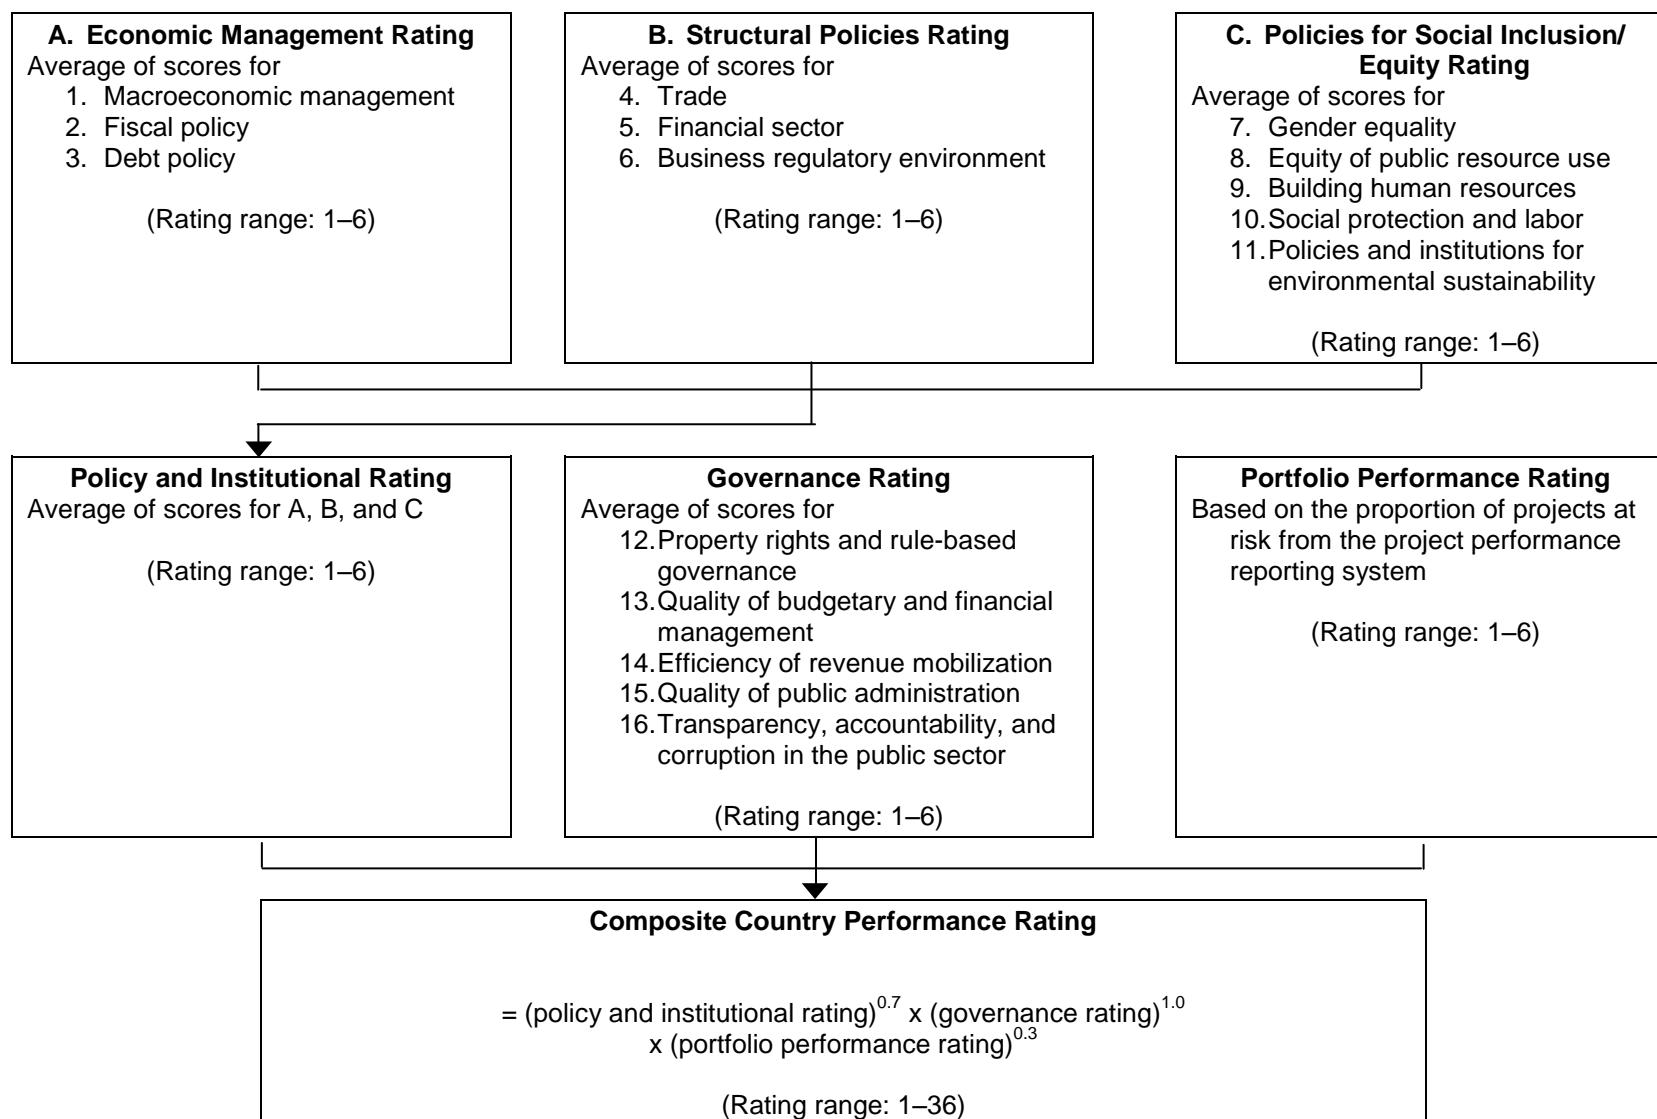 A. Economic Management Rating
Average of scores for
1. Macroeconomic management
2. Fiscal policy
3. Debt policy
(Rating range: 1–6)
B. Structural Policies Rating
Average of scores for
4. Trade
5. Financial sector
6. Business regulatory environment
(Rating range: 1–6)
C. Policies for Social Inclusion/
Equity Rating
Average of scores for
7. Gender equality
8. Equity of public resource use
9. Building human resources
10. Social protection and labor
11. Policies and institutions for
environmental sustainability
(Rating range: 1–6)
Policy and Institutional Rating
Average of scores for A, B, and C
(Rating range: 1–6)
Governance Rating
Average of scores for
12. Property rights and rule-based
governance
13. Quality of budgetary and financial
management
14. Efficiency of revenue mobilization
15. Quality of public administration
16. Transparency, accountability, and
corruption in the public sector
(Rating range: 1–6)
Portfolio Performance Rating
Based on the proportion of projects at
risk from the project performance
reporting system
(Rating range: 1–6)
Composite Country Performance Rating
= (policy and institutional rating)^0.7 x (governance rating)^1.0
x (portfolio performance rating)^0.3
(Rating range: 1–36)